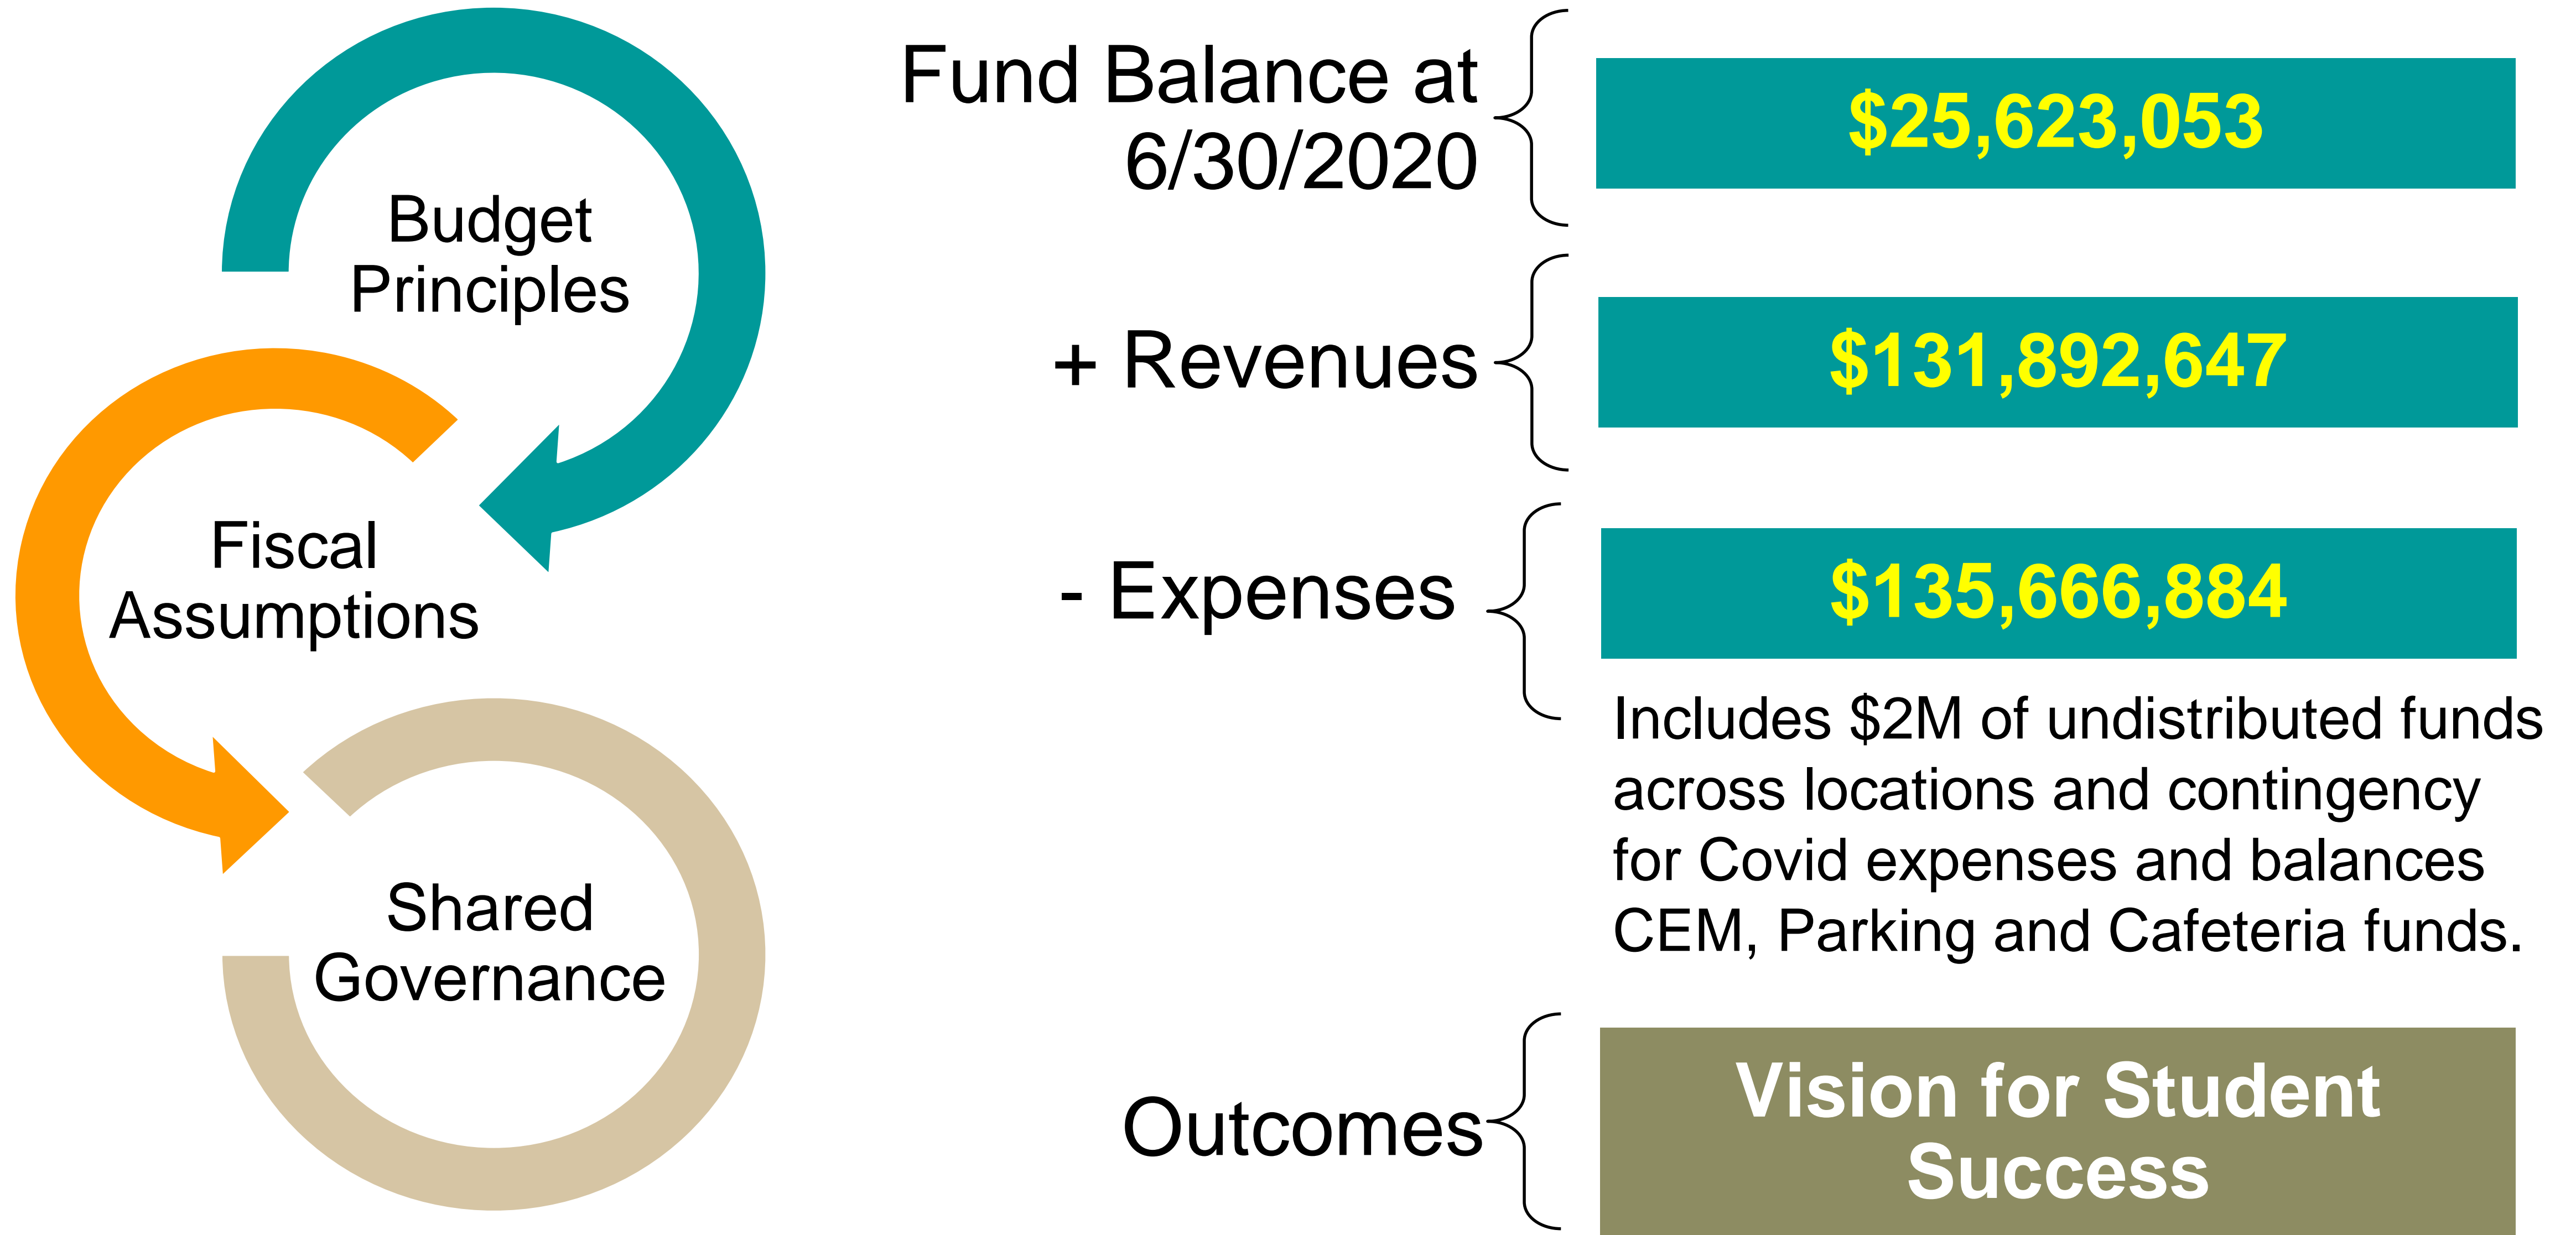 Budget
Principles
Fiscal
Assumptions
Shared
Governance
Fund Balance at
6/30/2020
$25,623,053
+ Revenues
$131,892,647
- Expenses
$135,666,884
Includes $2M of undistributed funds
across locations and contingency
for Covid expenses and balances
CEM, Parking and Cafeteria funds.
Outcomes
Vision for Student
Success